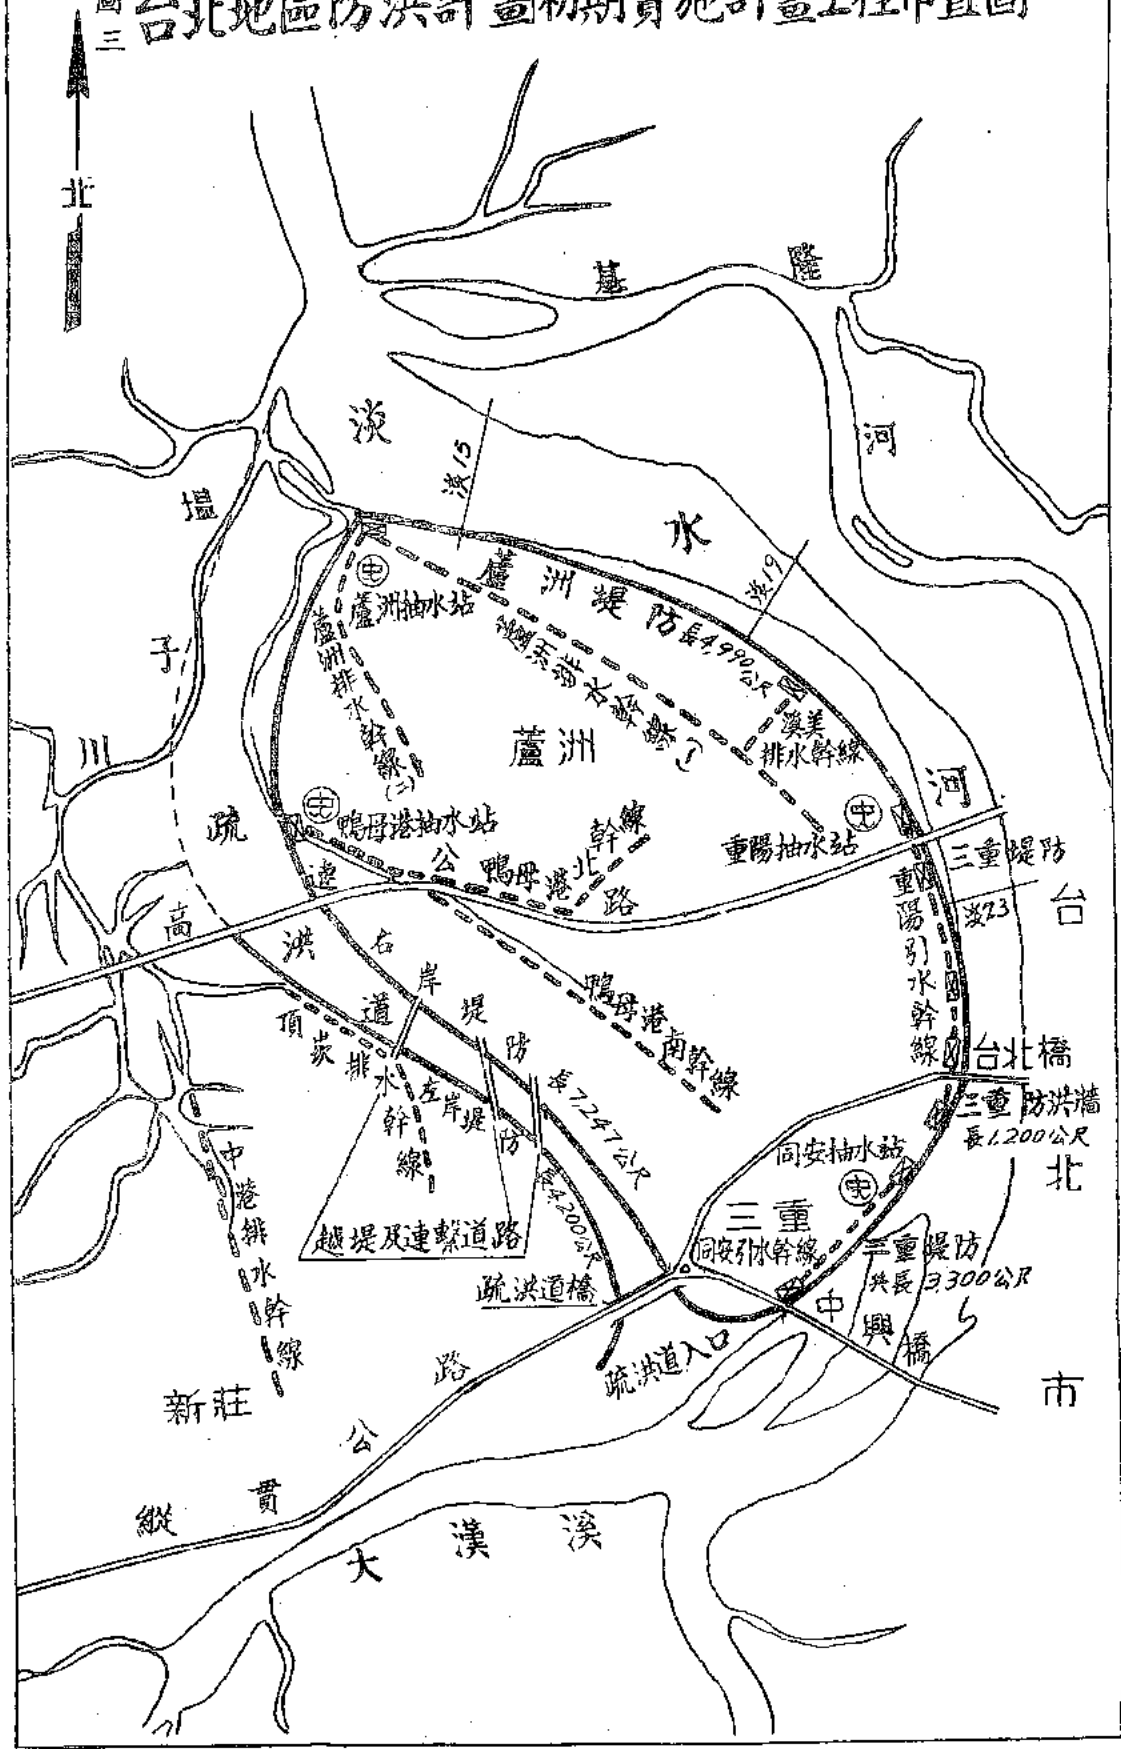 圖三
台北地區防洪計畫初期實施計畫工程布置圖
北
基隆河
淡水河
淡15
淡19
塭子川
蘆洲抽水站
蘆洲堤防長4,990公尺
蘆洲排水幹線(一)
蘆洲排水幹線(二)
蘆洲
溪美排水幹線
鴨母港抽水站
鴨母港北幹線
重陽抽水站
三重堤防
淡23
重陽引水幹線
高速公路
疏洪道
右岸堤防
長7,247公尺
鴨母港南幹線
頂崁排水幹線
左岸堤防
長4,200公尺
台北橋
三重防洪牆
長1,200公尺
台北市
同安抽水站
三重
同安引水幹線
三重堤防
共長3,300公尺
中港排水幹線
越堤及連繫道路
疏洪道橋
疏洪道入口
中興橋
新莊
縱貫公路
大漢溪